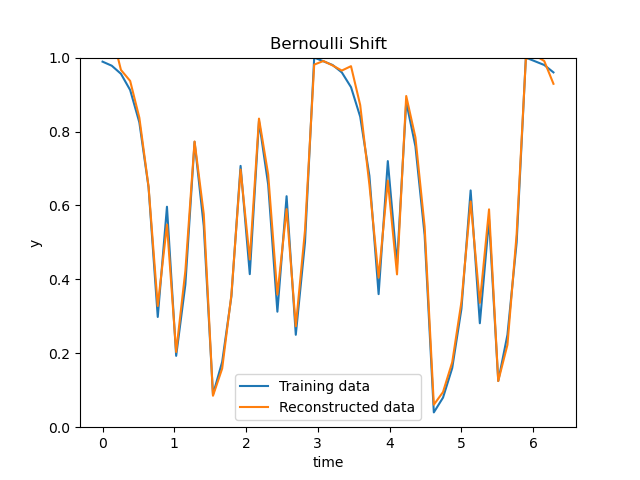 Bernoulli Shift
1.0
0.8
0.6
0.4
0.2
0.0
y
Training data
Reconstructed data
0 1 2 3 4 5 6
time